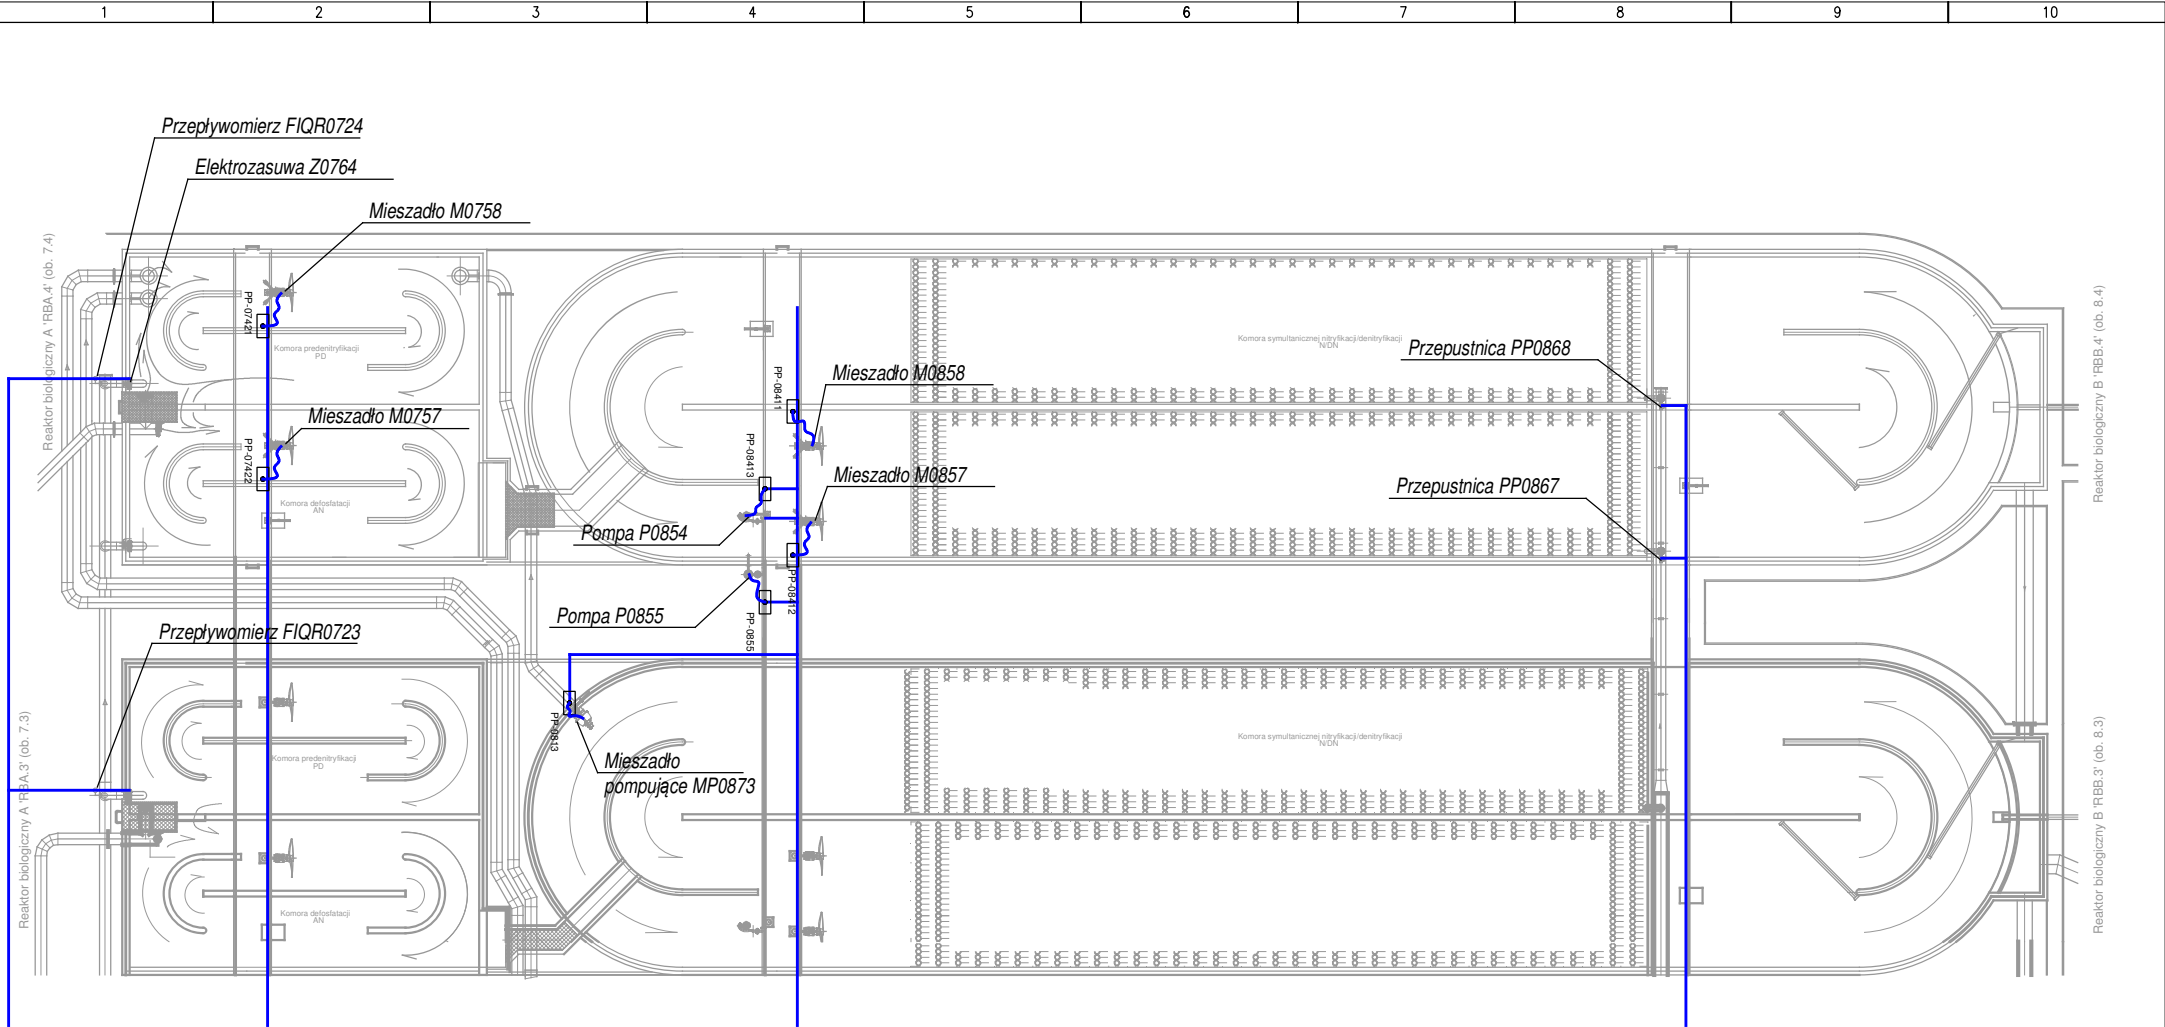 1 2 3 4 5 6 7 8 9 10
Przepływomierz FIQR0724
Elektrozasuwa Z0764
Mieszadło M0758
Reaktor biologiczny A 'RBA.4' (ob. 7.4)
PP-07421
Komora predenitryfikacji
PD
Komora symultanicznej nitryfikacji/denitryfikacji
N/DN
Przepustnica PP0868
Reaktor biologiczny B 'RBB.4' (ob. 8.4)
PP-08411
Mieszadło M0858
Mieszadło M0757
PP-07422
PP-08413
Mieszadło M0857
Przepustnica PP0867
Komora defosfatacji
AN
Pompa P0854
PP-08412
Pompa P0855
PP-0855
Przepływomierz FIQR0723
PP-0813
Reaktor biologiczny A 'RBA.3' (ob. 7.3)
Komora predenitryfikacji
PD
Mieszadło
pompujące MP0873
Komora symultanicznej nitryfikacji/denitryfikacji
N/DN
Reaktor biologiczny B 'RBB.3' (ob. 8.3)
Komora defosfatacji
AN